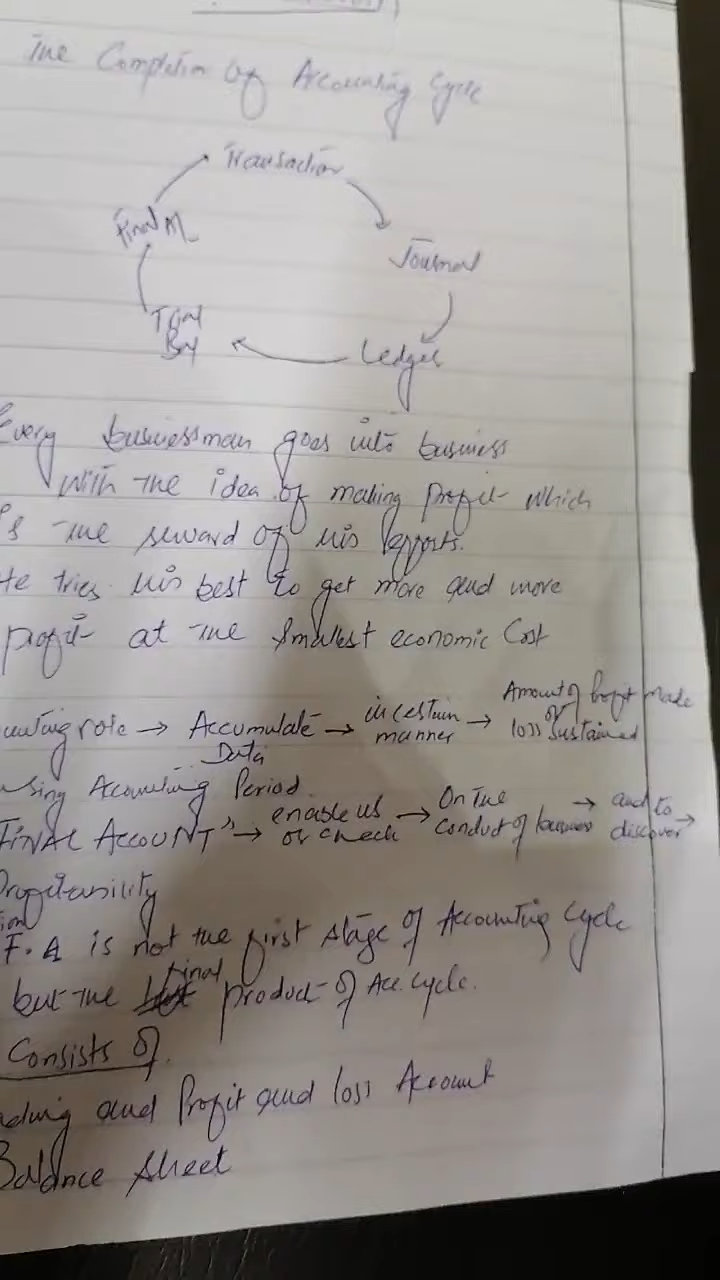 The Completion of Accounting Cycle
Transaction
Final A/c
Journal
Trial
Bal
Ledger
Every businessman goes into business
with the idea of making profit which
is the reward of his efforts.
He tries his best to get more and more
profit at the smallest economic Cost
unting role → Accumulate → in certain → Amount of profit made
Data manner or loss sustained
using Accounting Period.
FINAL ACCOUNT" → enable us → On the → and to →
or check conduct of business discover
Profitability
F.A is not the first stage of Accounting Cycle
but the final product of Acc. cycle.
Consists of
ading and Profit and loss Account
Balance sheet